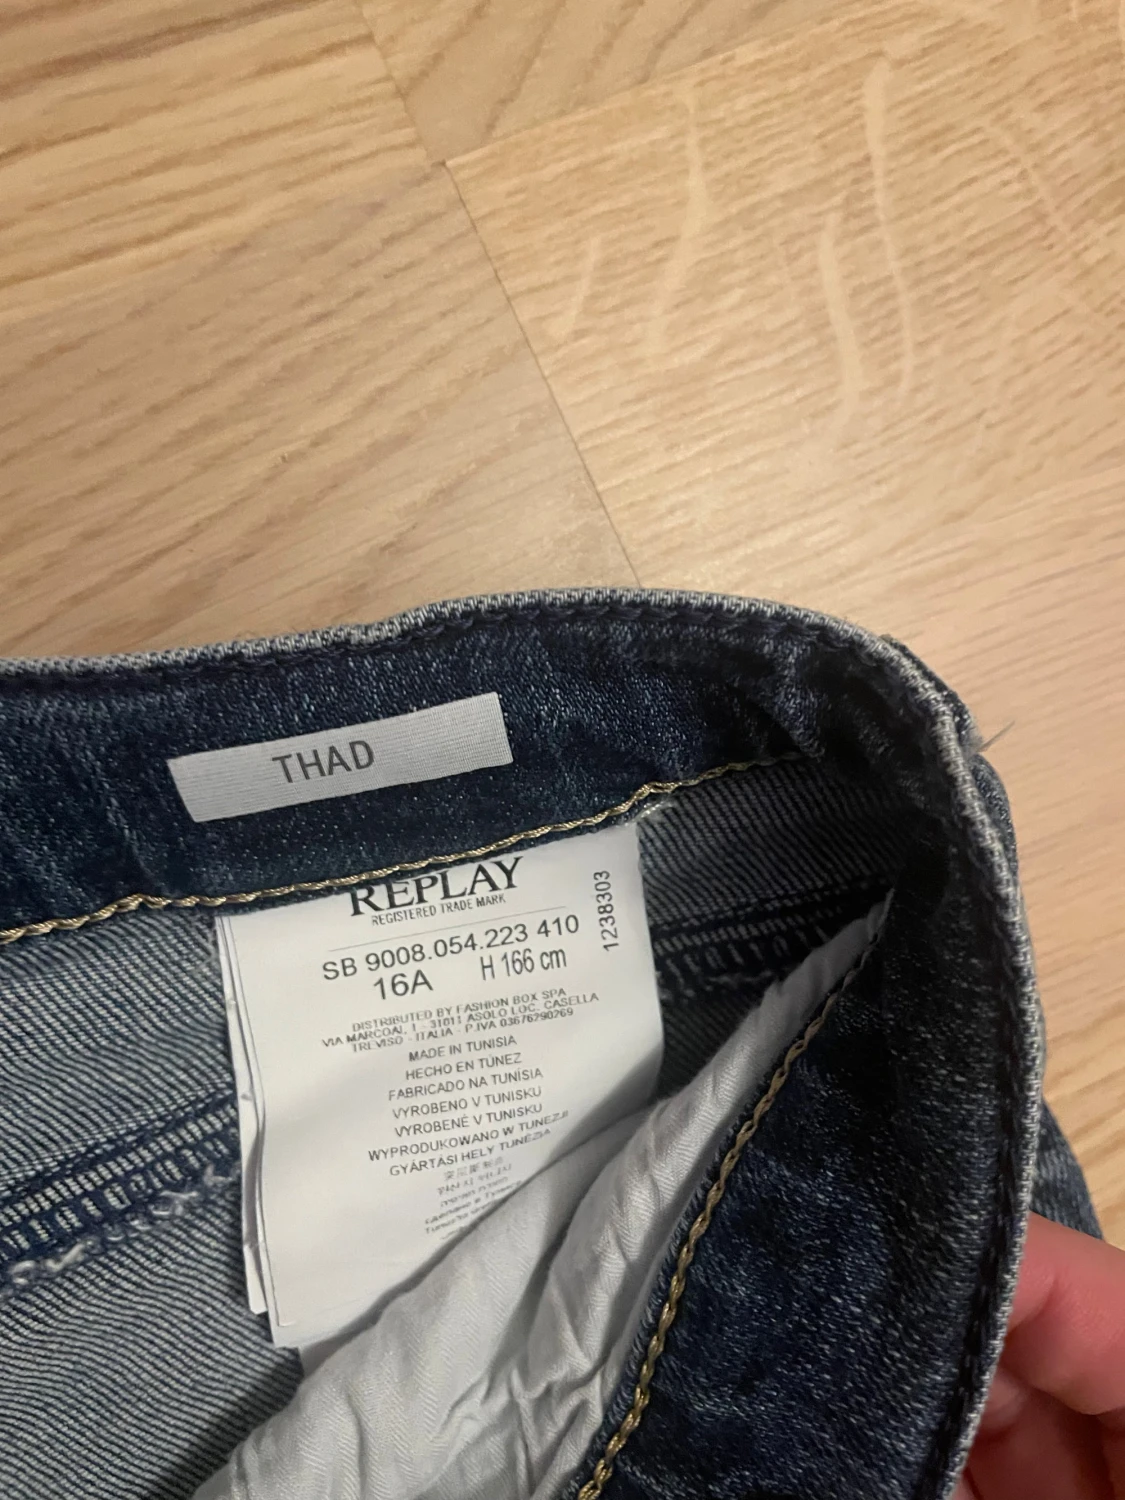 THAD
REPLAY
REGISTERED TRADE MARK
SB 9008.054.223 410
16A H 166 cm
1238303
DISTRIBUTED BY FASHION BOX SPA
VIA MARCOAI, 1 - 31011 ASOLO LOC. CASELLA
TREVISO - ITALIA - P.IVA 03676290269
MADE IN TUNISIA
HECHO EN TÚNEZ
FABRICADO NA TUNÍSIA
VYROBENO V TUNISKU
VYROBENÉ V TUNISKU
WYPRODUKOWANO W TUNEZJI
GYÁRTÁSI HELY TUNÉZIA